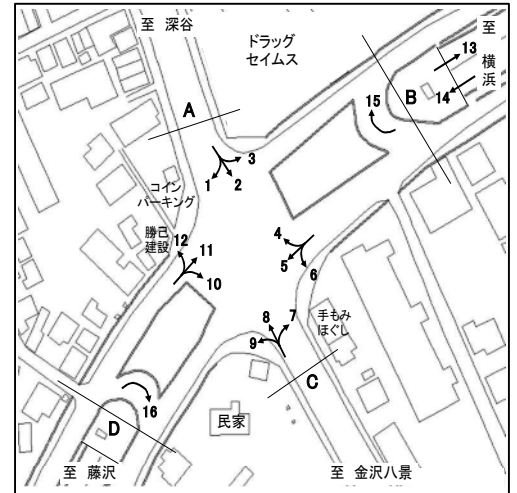 至 深谷
ドラッグ
セイムス
至
横
浜
13
14
15
B
A
3
1
2
コイン
パーキング
勝己
建設
12
11
10
4
5
6
8
7
9
手もみ
ほぐし
C
16
D
民家
至 藤沢
至 金沢八景